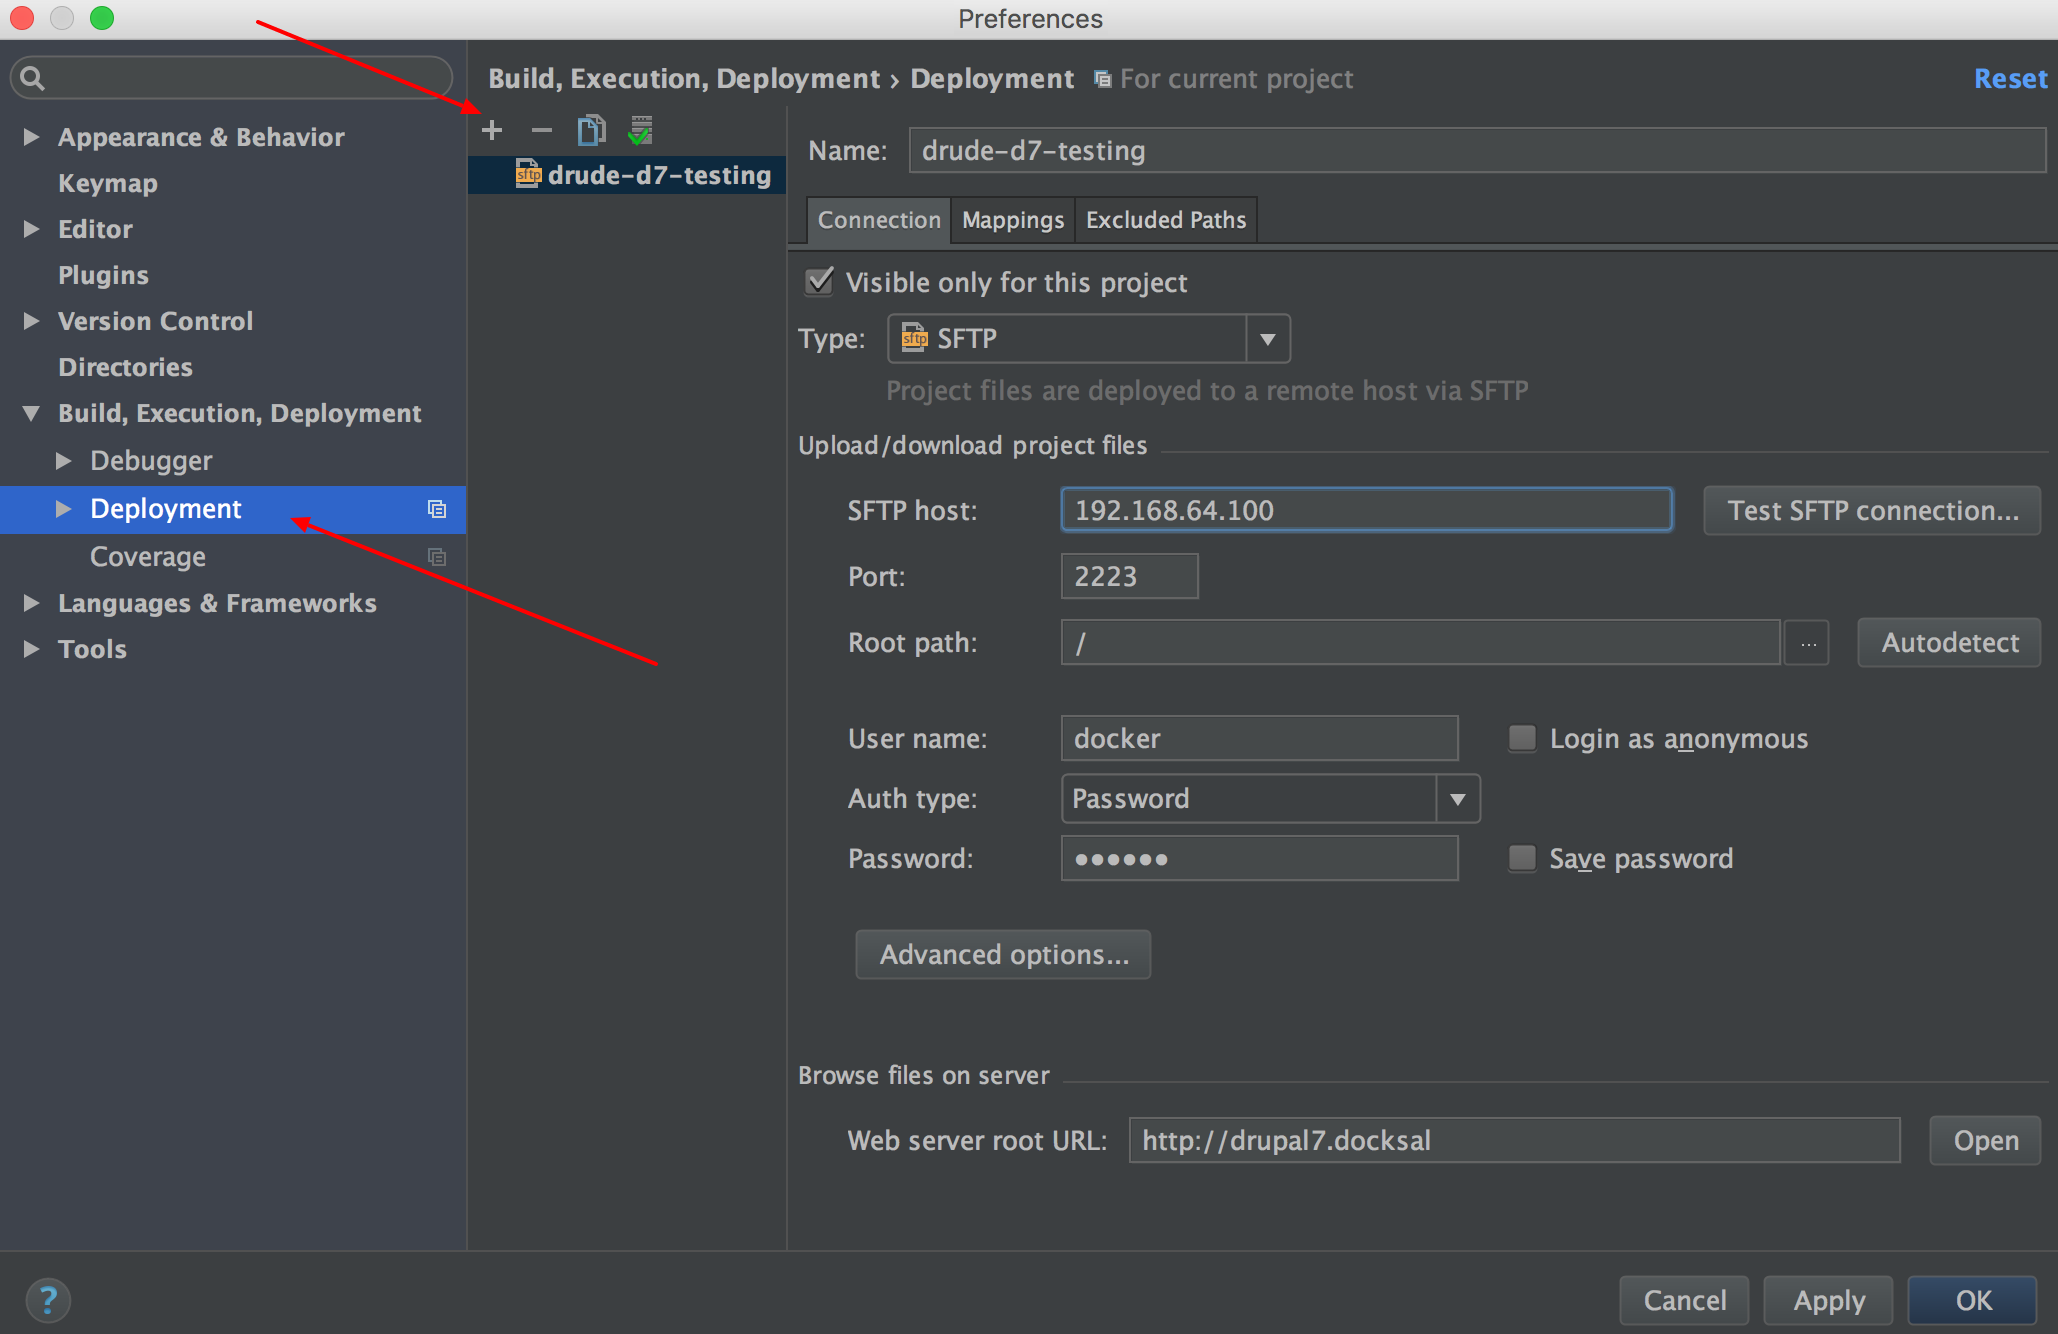 Preferences
Build, Execution, Deployment › Deployment For current project Reset
Appearance & Behavior
Keymap
Editor
Plugins
Version Control
Directories
Build, Execution, Deployment
Debugger
Deployment
Coverage
Languages & Frameworks
Tools
sftp drude-d7-testing
Name: drude-d7-testing
Connection Mappings Excluded Paths
Visible only for this project
Type: sftp SFTP
Project files are deployed to a remote host via SFTP
Upload/download project files
SFTP host: 192.168.64.100 Test SFTP connection...
Port: 2223
Root path: / ... Autodetect
User name: docker Login as anonymous
Auth type: Password
Password: •••••• Save password
Advanced options...
Browse files on server
Web server root URL: http://drupal7.docksal Open
? Cancel Apply OK